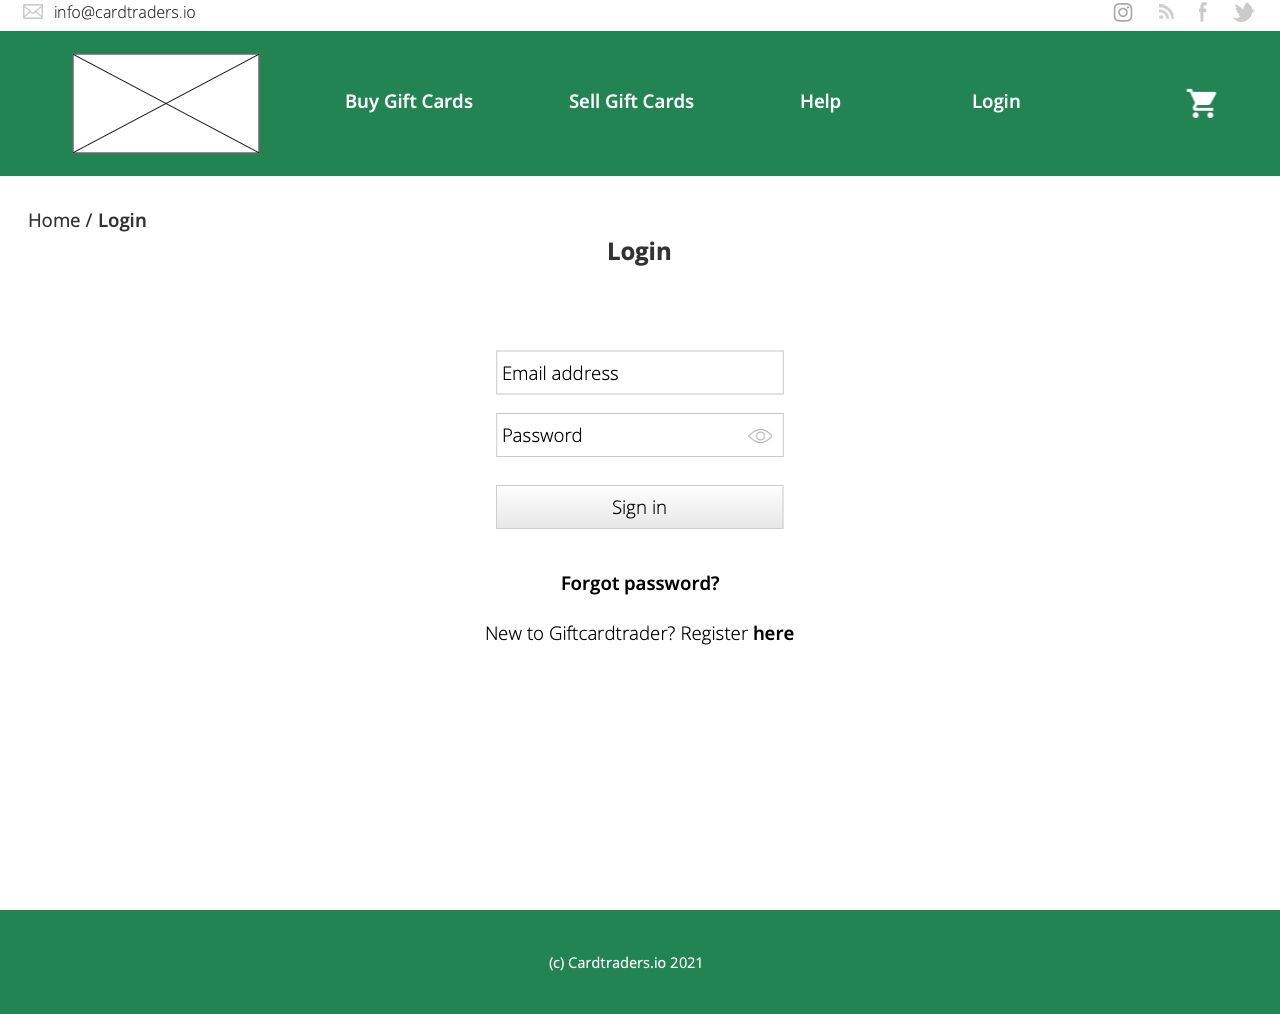 info@cardtraders.io
Buy Gift Cards Sell Gift Cards Help Login
Home / Login
Login
Email address
Password
Sign in
Forgot password?
New to Giftcardtrader? Register here
(c) Cardtraders.io 2021